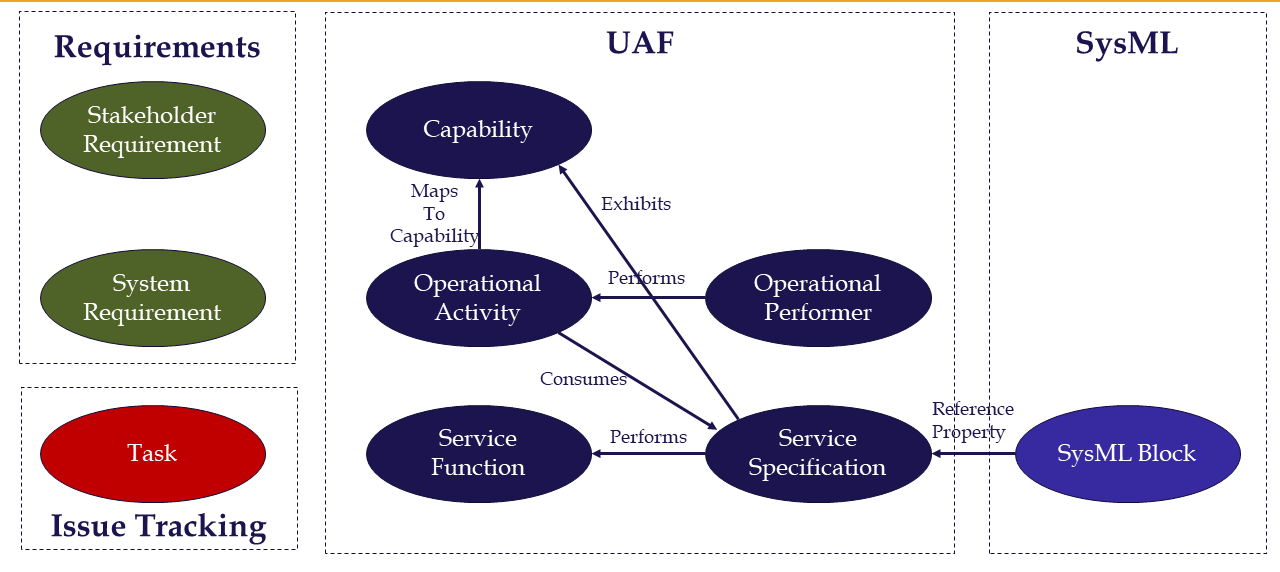 Requirements
Stakeholder
Requirement
System
Requirement
Task
Issue Tracking
UAF
Capability
Maps
To
Capability
Exhibits
Operational
Activity
Performs
Operational
Performer
Consumes
Service
Function
Performs
Service
Specification
SysML
Reference
Property
SysML Block